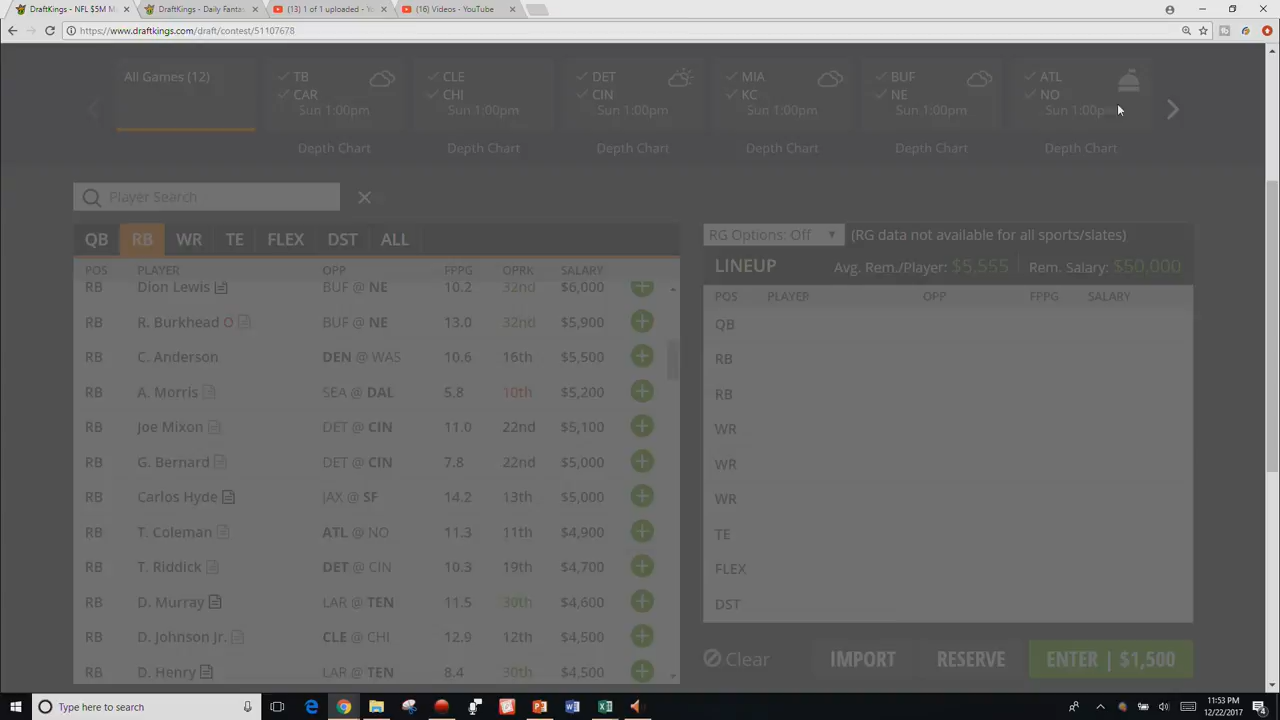 DraftKings - NFL $5M M
DraftKings - Daily Fanta
(13) 1 of 1 uploaded - Yo
(16) Videos - YouTube
https://www.draftkings.com/draft/contest/51107678
All Games (12)
TB
CAR
Sun 1:00pm
CLE
CHI
Sun 1:00pm
DET
CIN
Sun 1:00pm
MIA
KC
Sun 1:00pm
BUF
NE
Sun 1:00pm
ATL
NO
Sun 1:00pm
Depth Chart Depth Chart Depth Chart Depth Chart Depth Chart Depth Chart
Player Search
QB RB WR TE FLEX DST ALL
POS PLAYER OPP FPPG OPRK SALARY
RB Dion Lewis BUF @ NE 10.2 32nd $6,000
RB R. Burkhead O BUF @ NE 13.0 32nd $5,900
RB C. Anderson DEN @ WAS 10.6 16th $5,500
RB A. Morris SEA @ DAL 5.8 10th $5,200
RB Joe Mixon DET @ CIN 11.0 22nd $5,100
RB G. Bernard DET @ CIN 7.8 22nd $5,000
RB Carlos Hyde JAX @ SF 14.2 13th $5,000
RB T. Coleman ATL @ NO 11.3 11th $4,900
RB T. Riddick DET @ CIN 10.3 19th $4,700
RB D. Murray LAR @ TEN 11.5 30th $4,600
RB D. Johnson Jr. CLE @ CHI 12.9 12th $4,500
RB D. Henry LAR @ TEN 8.4 30th $4,500
RG Options: Off (RG data not available for all sports/slates)
LINEUP Avg. Rem./Player: $5,555 Rem. Salary: $50,000
POS PLAYER OPP FPPG SALARY
QB
RB
RB
WR
WR
WR
TE
FLEX
DST
Clear IMPORT RESERVE ENTER | $1,500
Type here to search
11:53 PM
12/22/2017
4